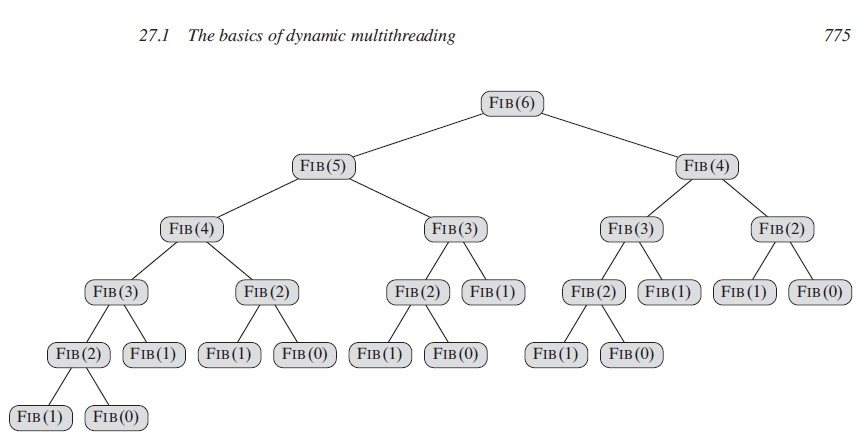 27.1 The basics of dynamic multithreading 775
FIB(6)
FIB(5) FIB(4)
FIB(4) FIB(3) FIB(3) FIB(2)
FIB(3) FIB(2) FIB(2) FIB(1) FIB(2) FIB(1) FIB(1) FIB(0)
FIB(2) FIB(1) FIB(1) FIB(0) FIB(1) FIB(0) FIB(1) FIB(0)
FIB(1) FIB(0)